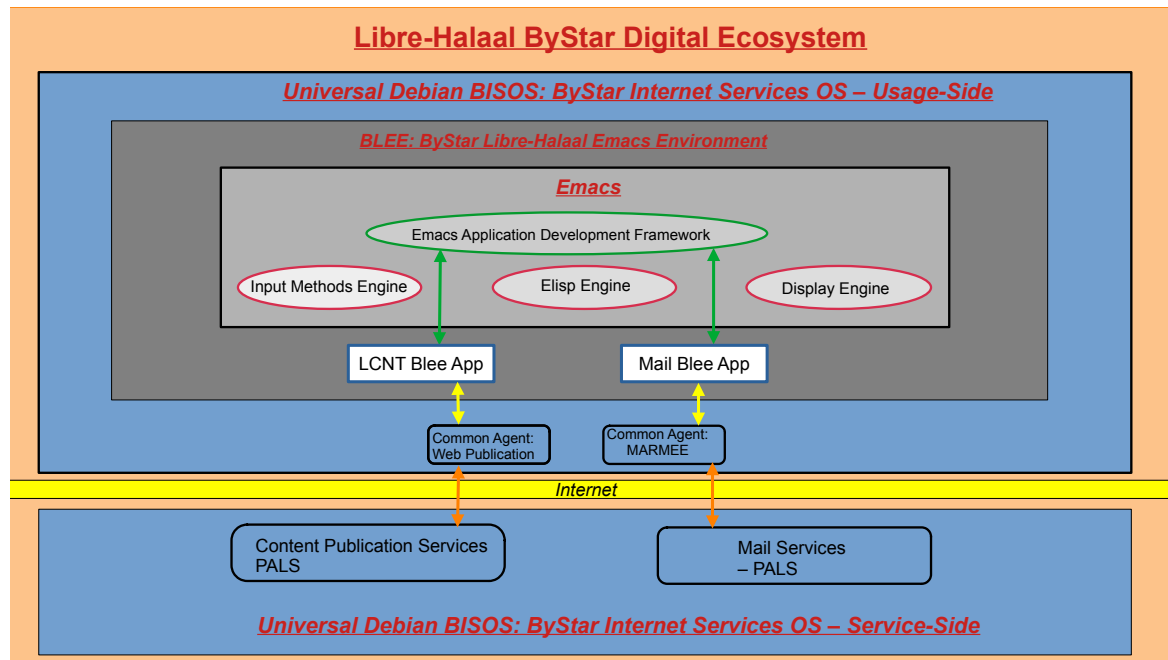 Libre-Halaal ByStar Digital Ecosystem
Universal Debian BISOS: ByStar Internet Services OS – Usage-Side
BLEE: ByStar Libre-Halaal Emacs Environment
Emacs
Emacs Application Development Framework
Input Methods Engine
Elisp Engine
Display Engine
LCNT Blee App
Mail Blee App
Common Agent:
Web Publication
Common Agent:
MARMEE
Internet
Content Publication Services
PALS
Mail Services
– PALS
Universal Debian BISOS: ByStar Internet Services OS – Service-Side